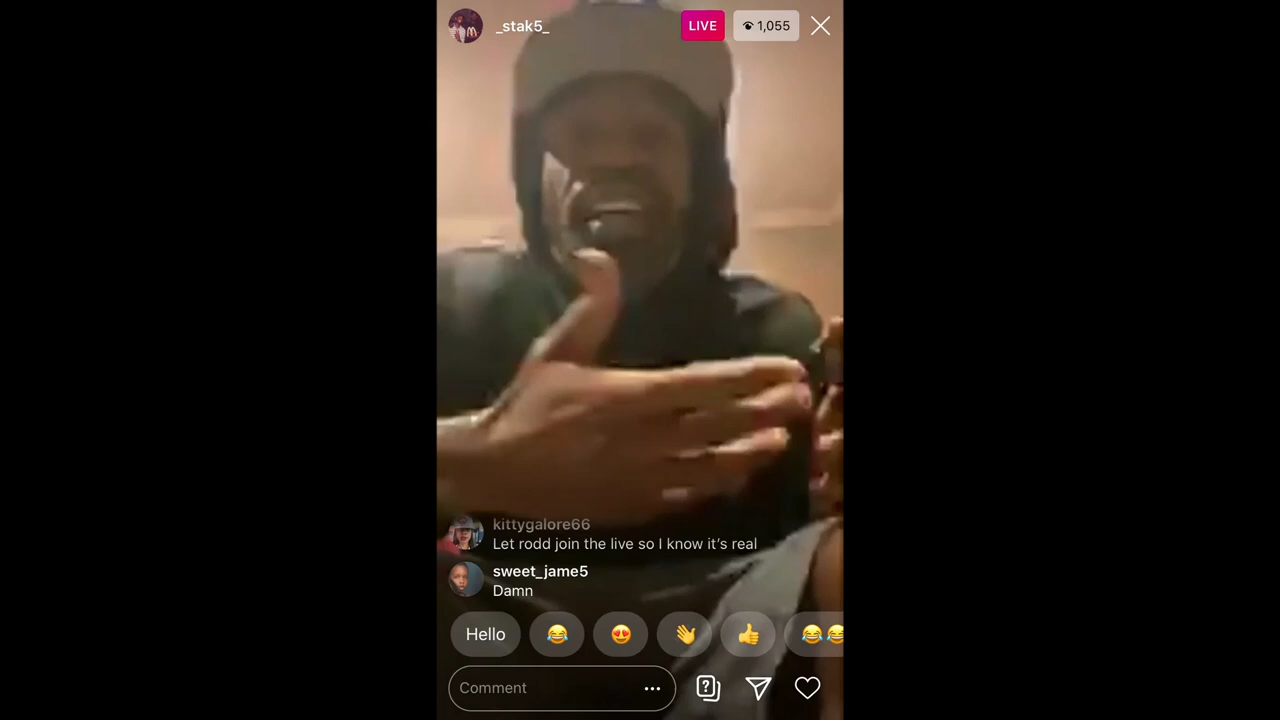 _stak5_
LIVE
1,055
kittygalore66
Let rodd join the live so I know it's real
sweet_jame5
Damn
Hello
Comment